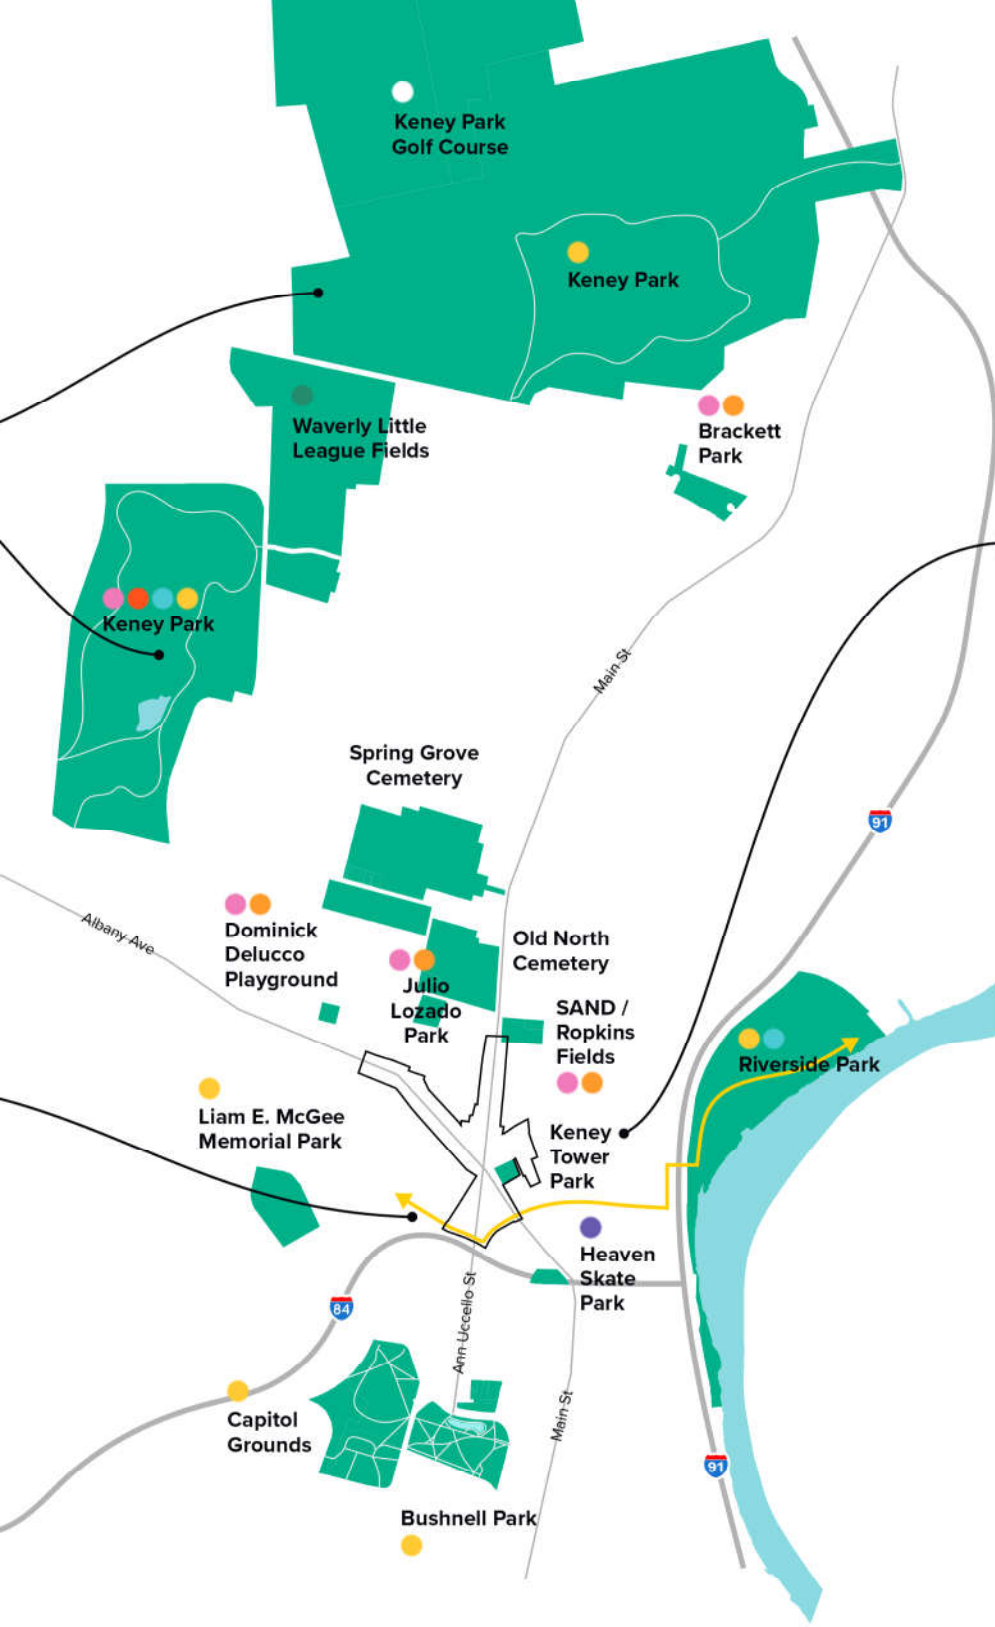 Keney Park
Golf Course
Keney Park
Waverly Little
League Fields
Brackett
Park
Keney Park
Main St
Spring Grove
Cemetery
91
Albany Ave
Dominick
Delucco
Playground
Julio
Lozado
Park
Old North
Cemetery
SAND /
Ropkins
Fields
Riverside Park
Liam E. McGee
Memorial Park
Keney
Tower
Park
Heaven
Skate
Park
84
Ann Uccello St
Main St
Capitol
Grounds
91
Bushnell Park